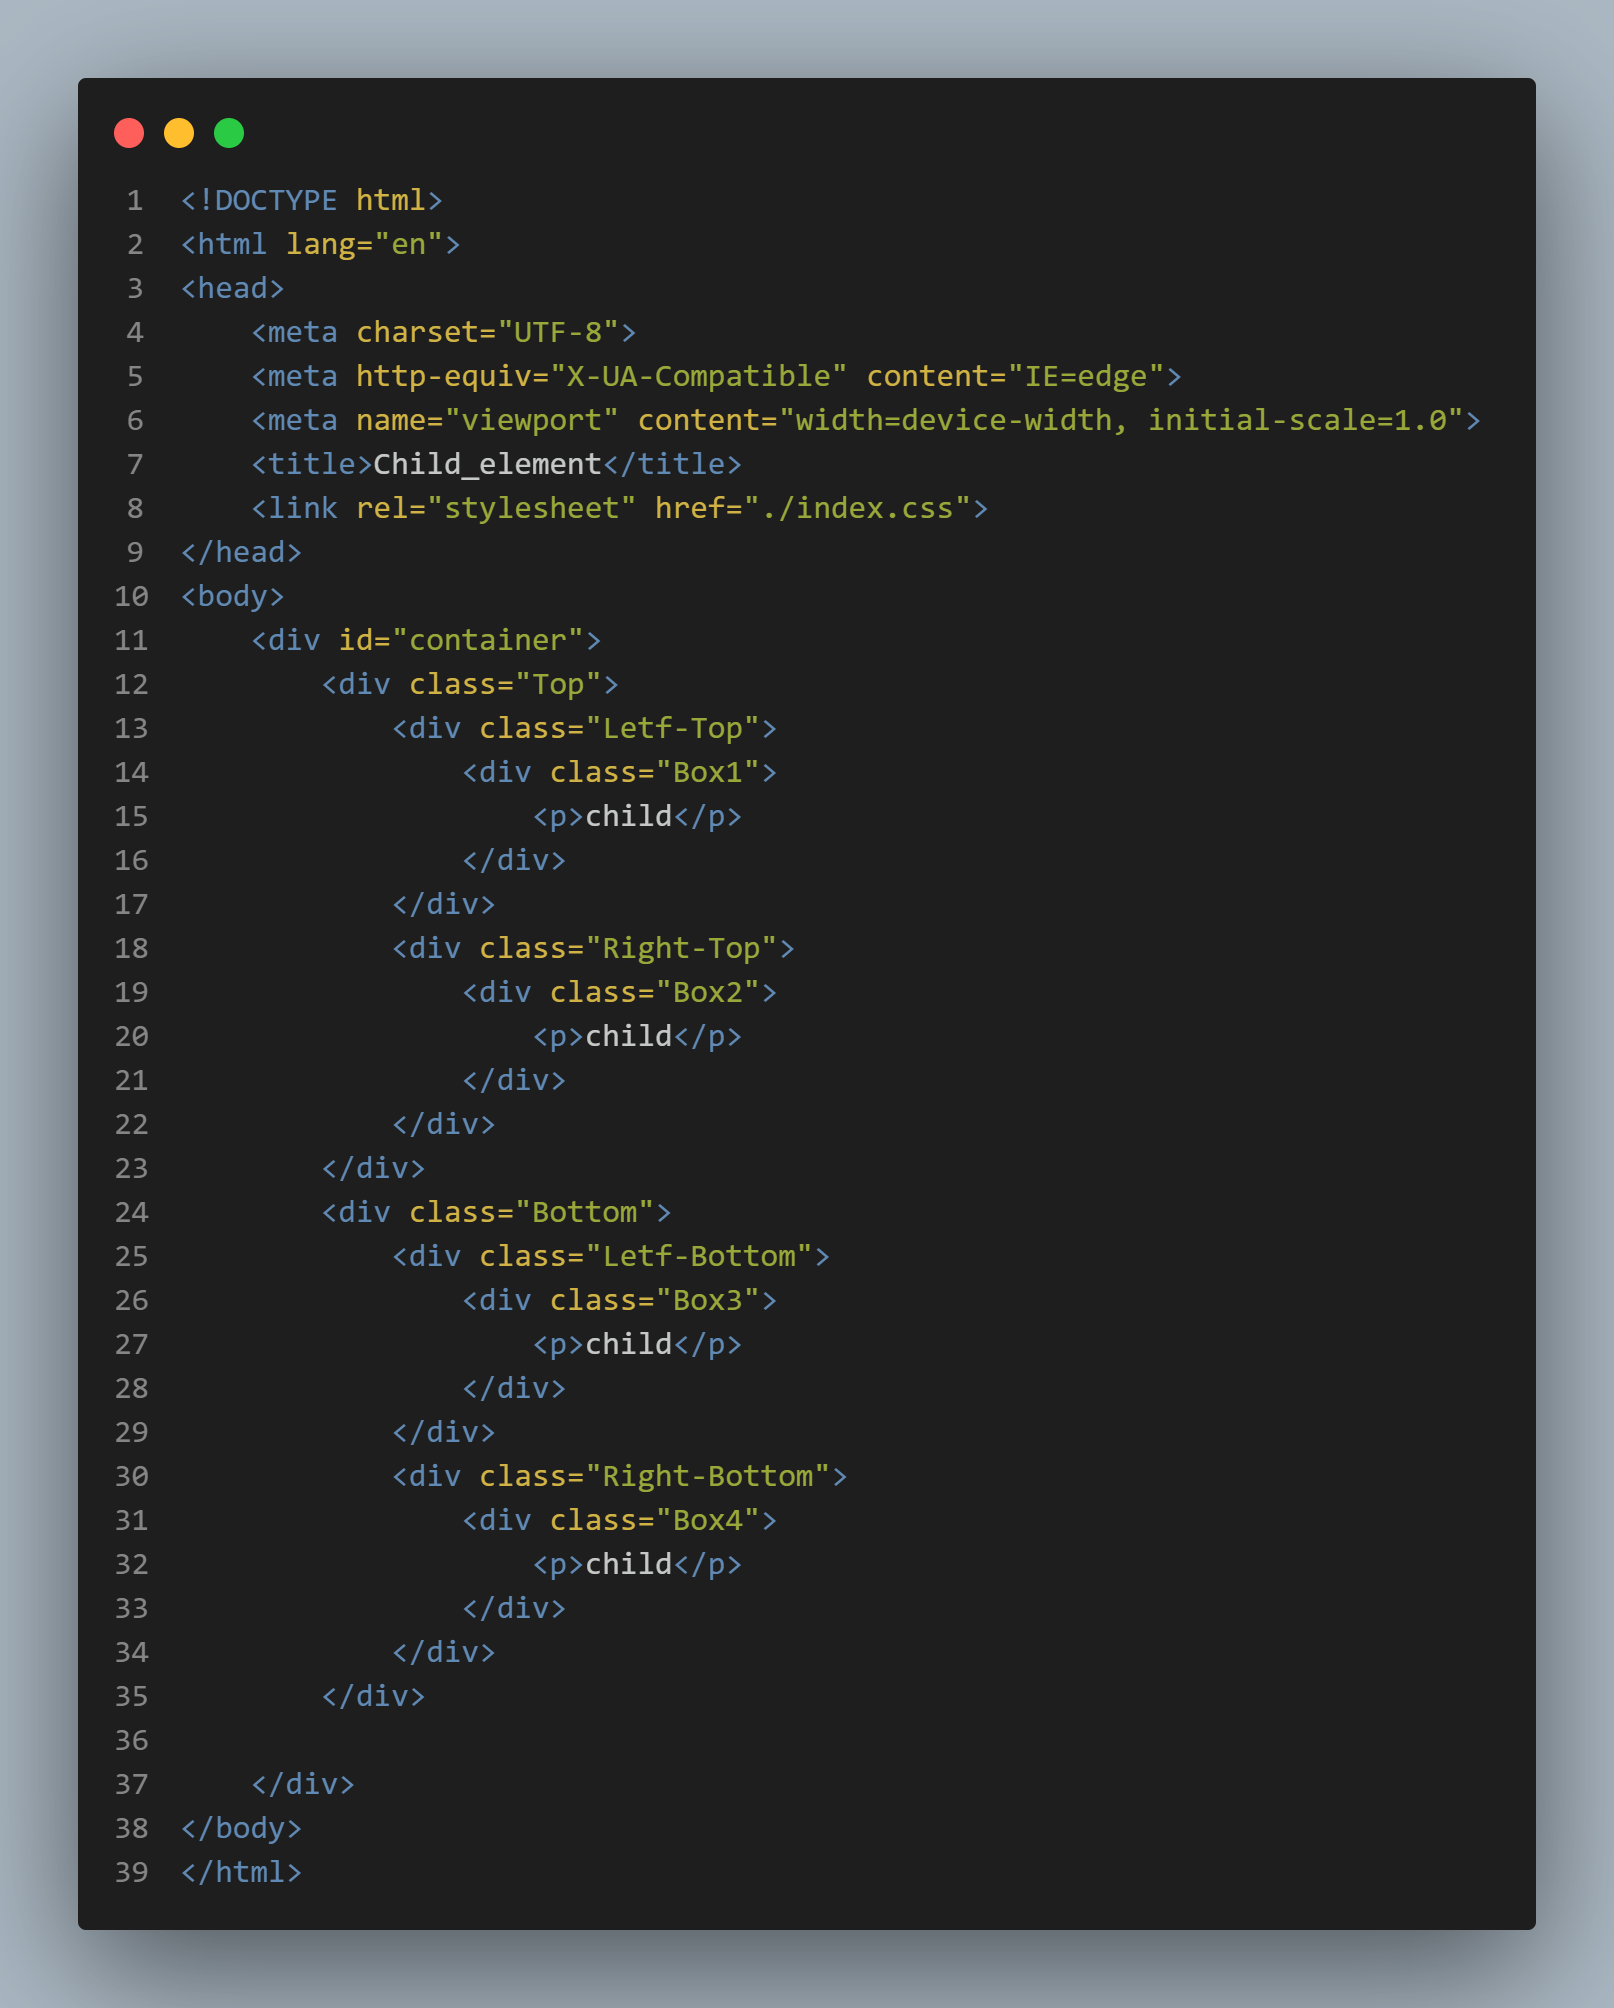 1 <!DOCTYPE html>
2 <html lang="en">
3 <head>
4     <meta charset="UTF-8">
5     <meta http-equiv="X-UA-Compatible" content="IE=edge">
6     <meta name="viewport" content="width=device-width, initial-scale=1.0">
7     <title>Child_element</title>
8     <link rel="stylesheet" href="./index.css">
9 </head>
10 <body>
11     <div id="container">
12         <div class="Top">
13             <div class="Letf-Top">
14                 <div class="Box1">
15                     <p>child</p>
16                 </div>
17             </div>
18             <div class="Right-Top">
19                 <div class="Box2">
20                     <p>child</p>
21                 </div>
22             </div>
23         </div>
24         <div class="Bottom">
25             <div class="Letf-Bottom">
26                 <div class="Box3">
27                     <p>child</p>
28                 </div>
29             </div>
30             <div class="Right-Bottom">
31                 <div class="Box4">
32                     <p>child</p>
33                 </div>
34             </div>
35         </div>
36
37     </div>
38 </body>
39 </html>